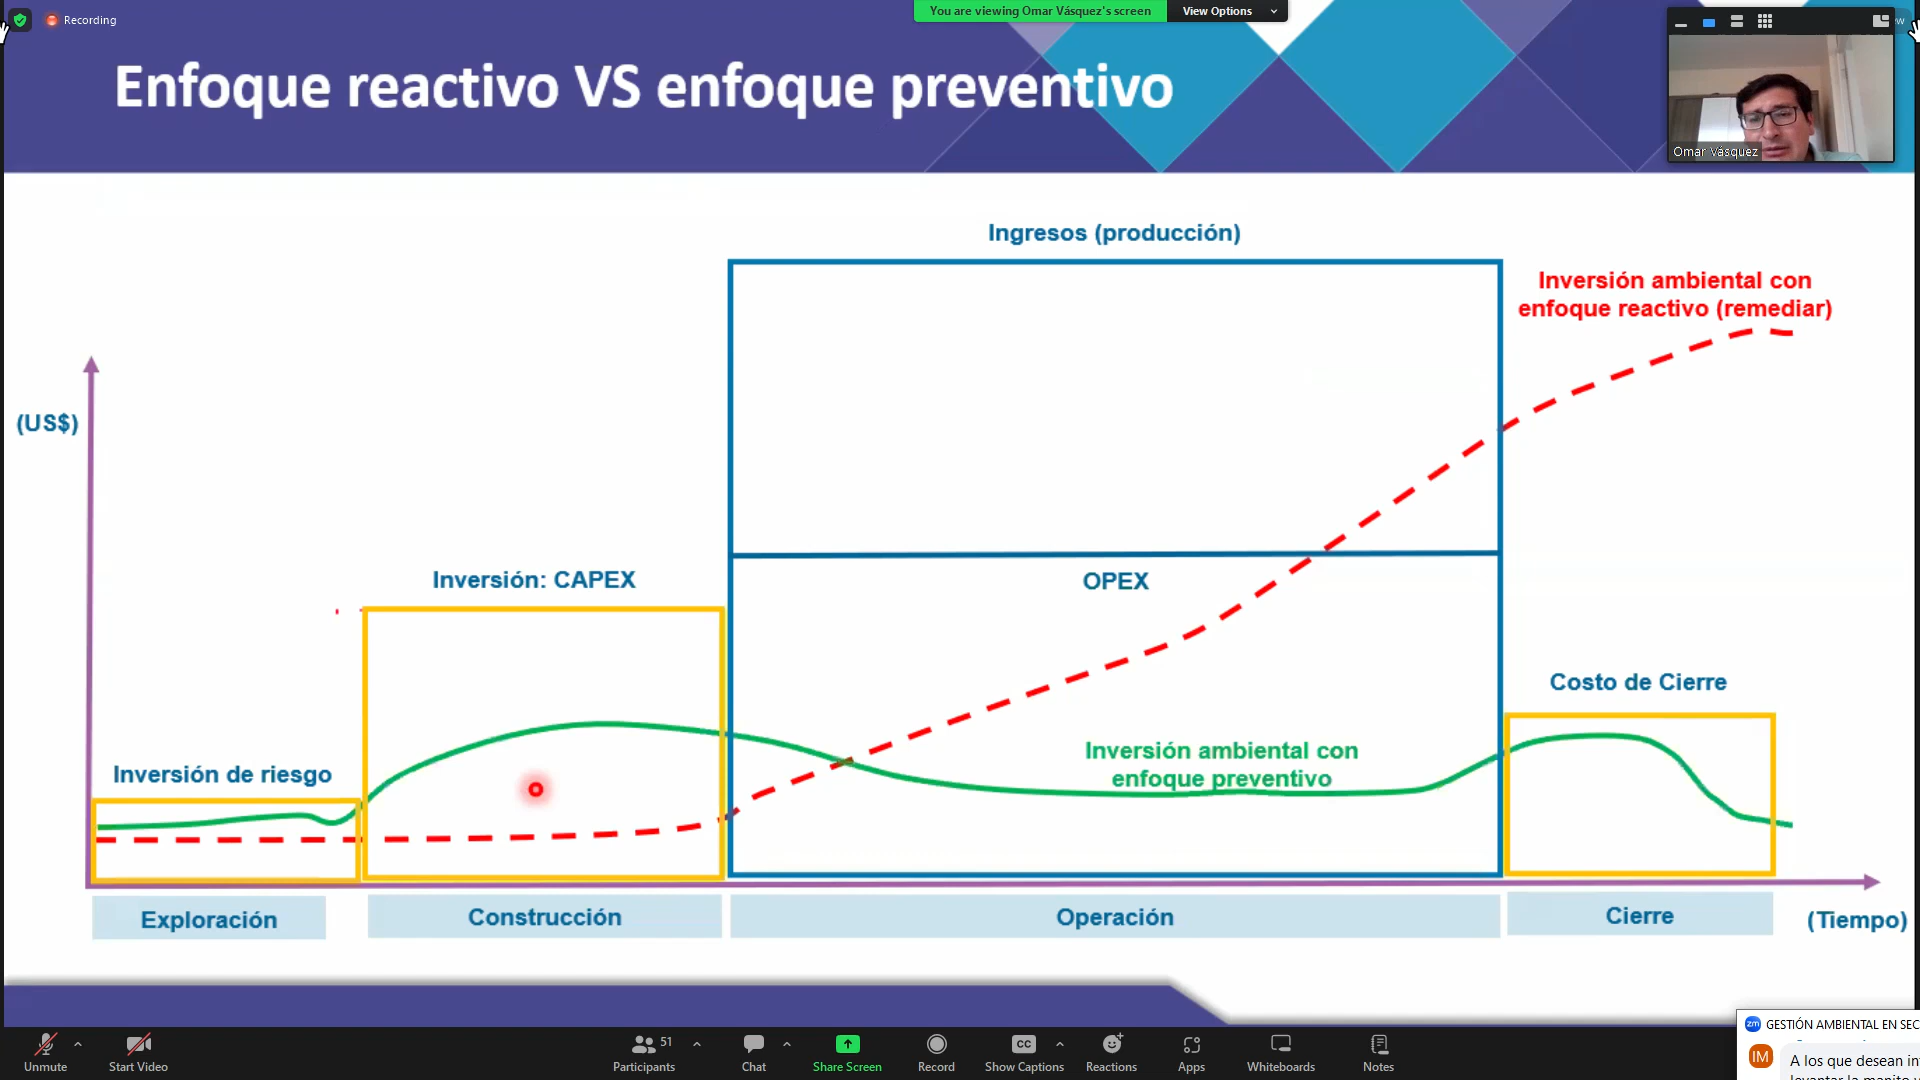 Recording
You are viewing Omar Vásquez's screen
View Options
Enfoque reactivo VS enfoque preventivo
Omar Vásquez
Ingresos (producción)
Inversión ambiental con
enfoque reactivo (remediar)
(US$)
Inversión: CAPEX
OPEX
Costo de Cierre
Inversión de riesgo
Inversión ambiental con
enfoque preventivo
Exploración
Construcción
Operación
Cierre
(Tiempo)
zm GESTIÓN AMBIENTAL EN SEC
IM
A los que desean in
Unmute
Start Video
51
Participants
Chat
Share Screen
Record
CC
Show Captions
Reactions
Apps
Whiteboards
Notes